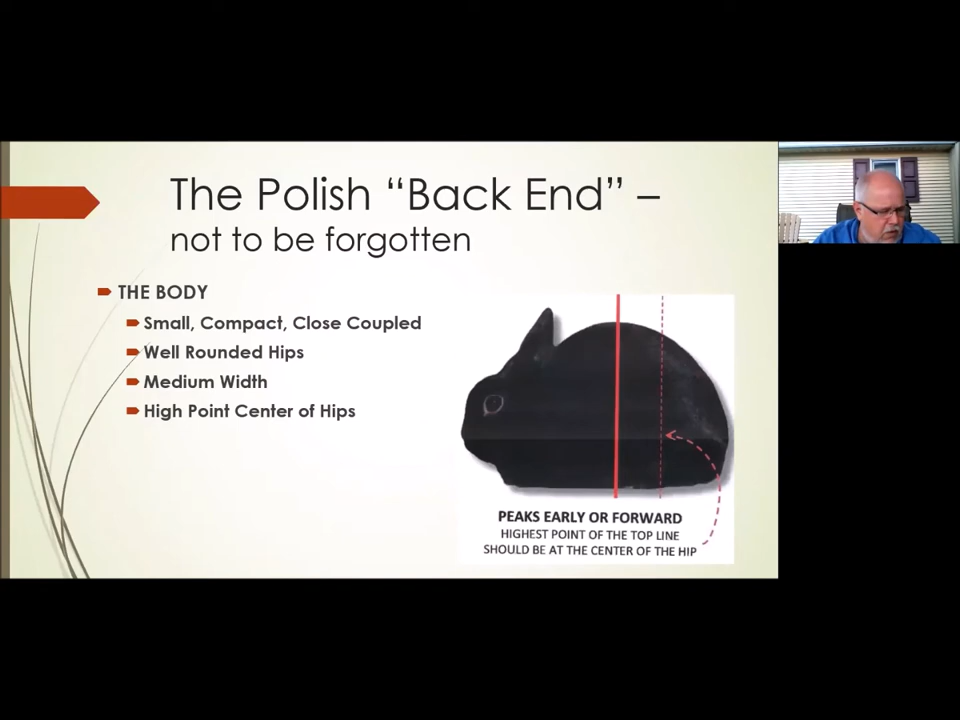 The Polish “Back End” –
not to be forgotten
THE BODY
Small, Compact, Close Coupled
Well Rounded Hips
Medium Width
High Point Center of Hips
PEAKS EARLY OR FORWARD
HIGHEST POINT OF THE TOP LINE
SHOULD BE AT THE CENTER OF THE HIP